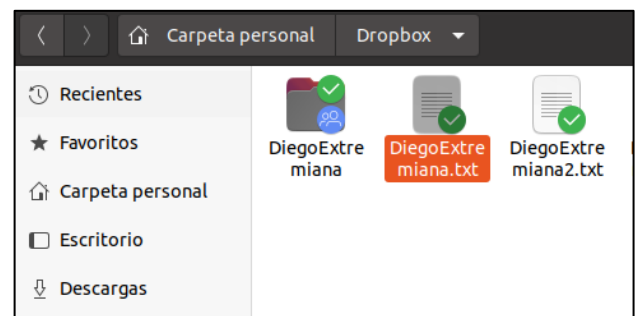 Carpeta personal Dropbox
Recientes
Favoritos
Carpeta personal
Escritorio
Descargas
DiegoExtre
miana
DiegoExtre
miana.txt
DiegoExtre
miana2.txt